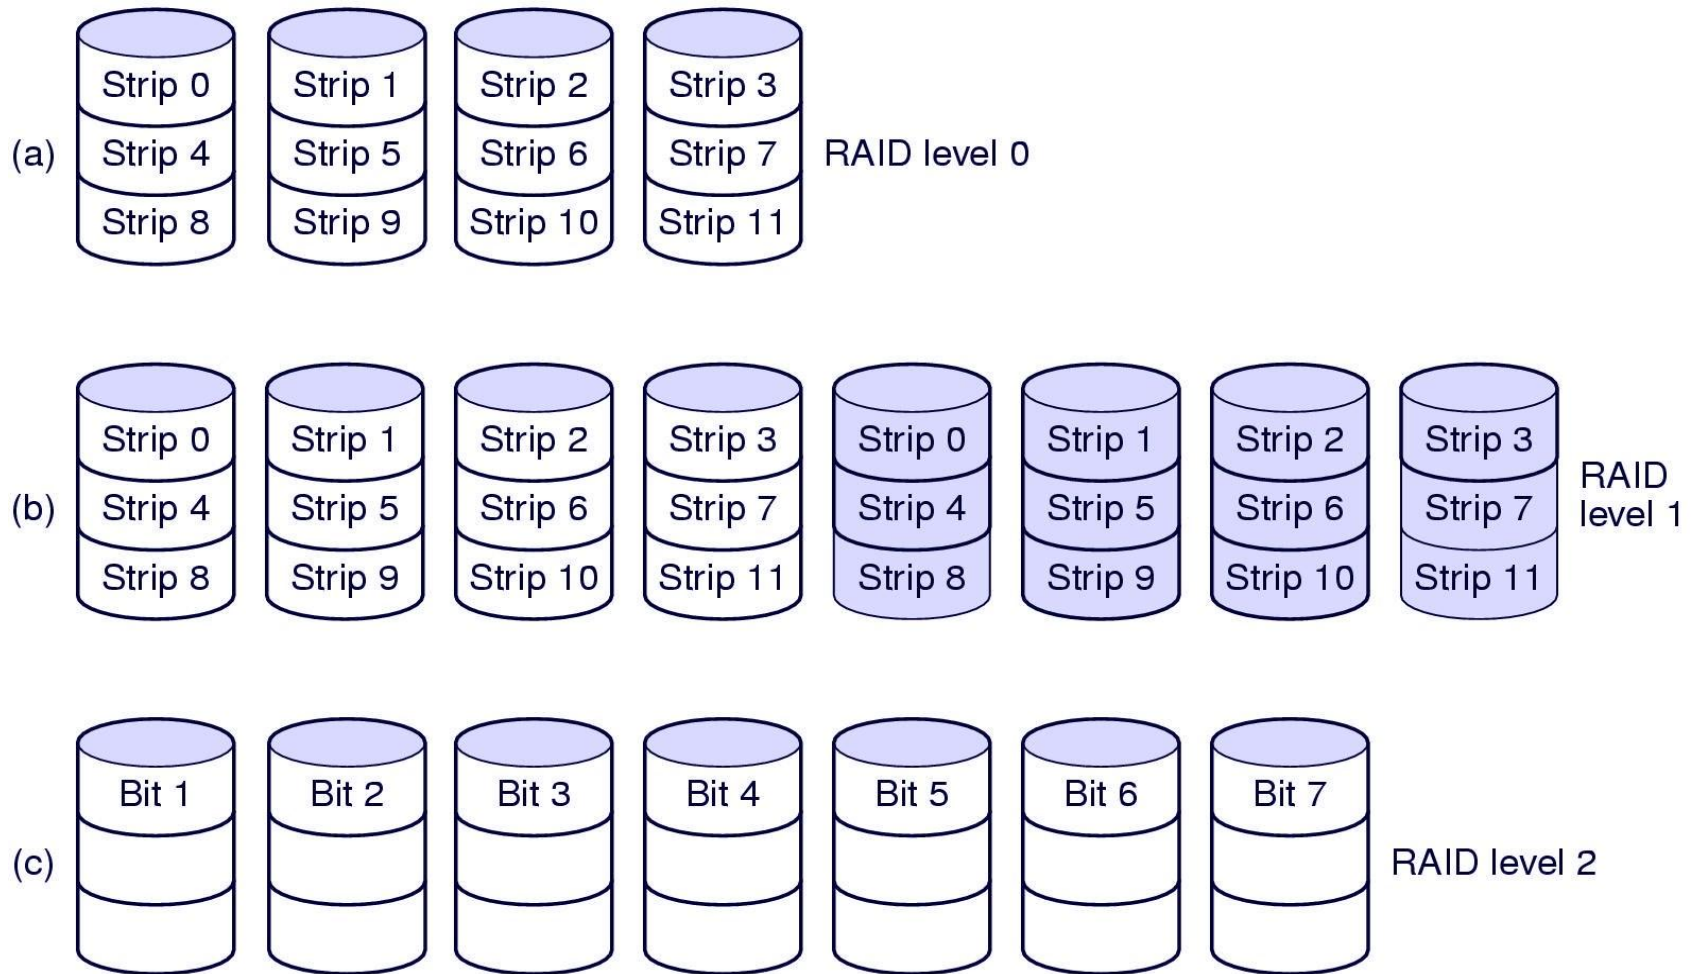 Strip 0 Strip 1 Strip 2 Strip 3
(a) Strip 4 Strip 5 Strip 6 Strip 7 RAID level 0
Strip 8 Strip 9 Strip 10 Strip 11
Strip 0 Strip 1 Strip 2 Strip 3 Strip 0 Strip 1 Strip 2 Strip 3
(b) Strip 4 Strip 5 Strip 6 Strip 7 Strip 4 Strip 5 Strip 6 Strip 7
RAID
level 1
Strip 8 Strip 9 Strip 10 Strip 11 Strip 8 Strip 9 Strip 10 Strip 11
Bit 1 Bit 2 Bit 3 Bit 4 Bit 5 Bit 6 Bit 7
(c) RAID level 2